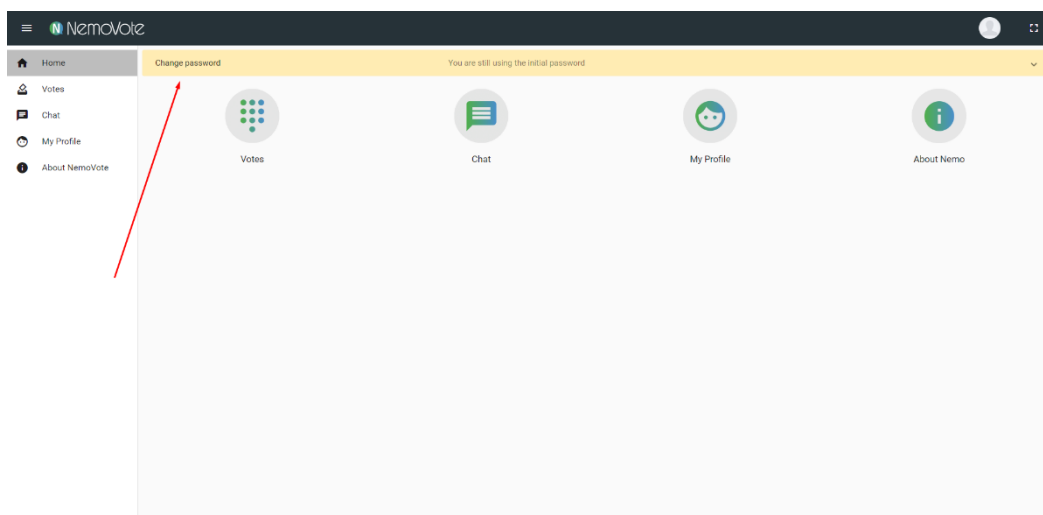 NemoVote
Home
Votes
Chat
My Profile
About NemoVote
Change password
You are still using the initial password
Votes
Chat
My Profile
About Nemo